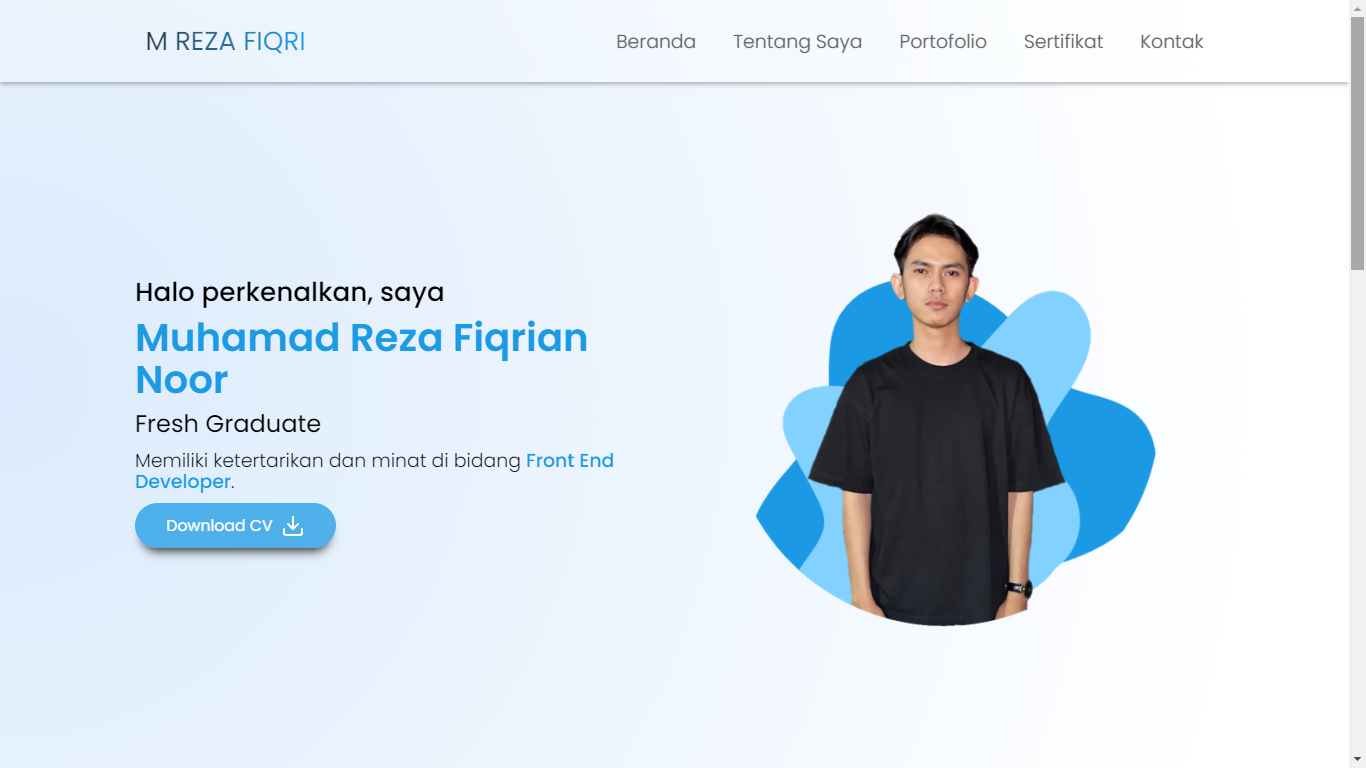 M REZA FIQRI
Beranda Tentang Saya Portofolio Sertifikat Kontak
Halo perkenalkan, saya
Muhamad Reza Fiqrian
Noor
Fresh Graduate
Memiliki ketertarikan dan minat di bidang Front End
Developer.
Download CV